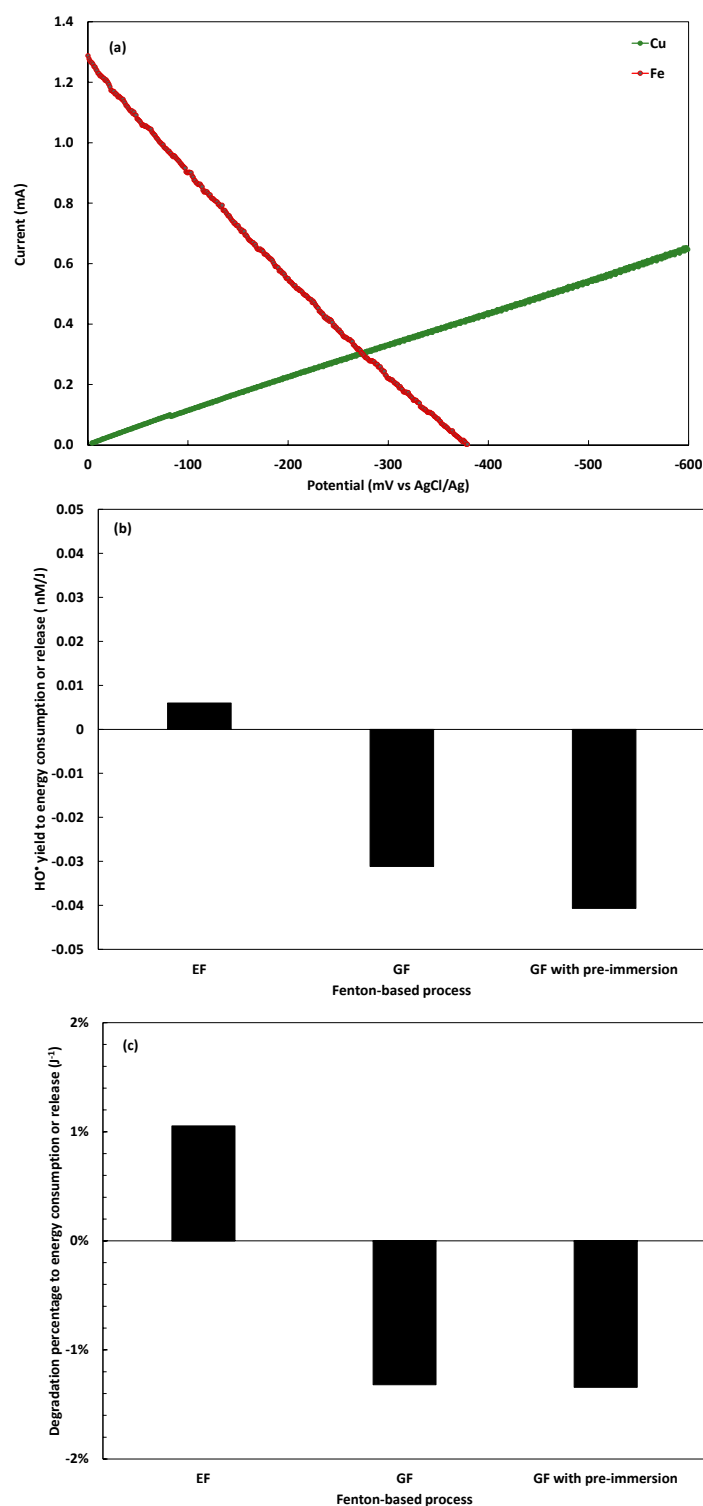 (a)
Cu
Fe
1.4
1.2
1.0
0.8
0.6
0.4
0.2
0.0
Current (mA)
0 -100 -200 -300 -400 -500 -600
Potential (mV vs AgCl/Ag)
(b)
0.05
0.04
0.03
0.02
0.01
0
-0.01
-0.02
-0.03
-0.04
-0.05
HO• yield to energy consumption or release ( nM/J)
EF GF GF with pre-immersion
Fenton-based process
(c)
2%
1%
0%
-1%
-2%
Degradation percentage to energy consumption or release (J⁻¹)
EF GF GF with pre-immersion
Fenton-based process